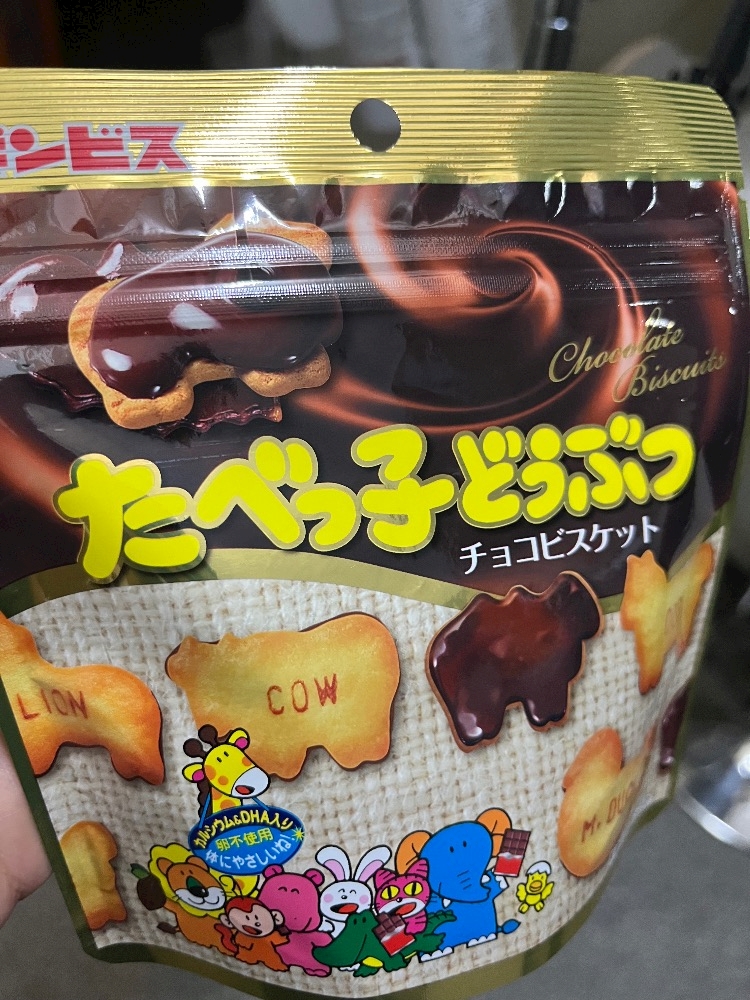 ギンビス
Chocolate
Biscuits
たべっ子どうぶつ
チョコビスケット
LION
COW
カルシウム&DHA入り
卵不使用
体にやさしいね!